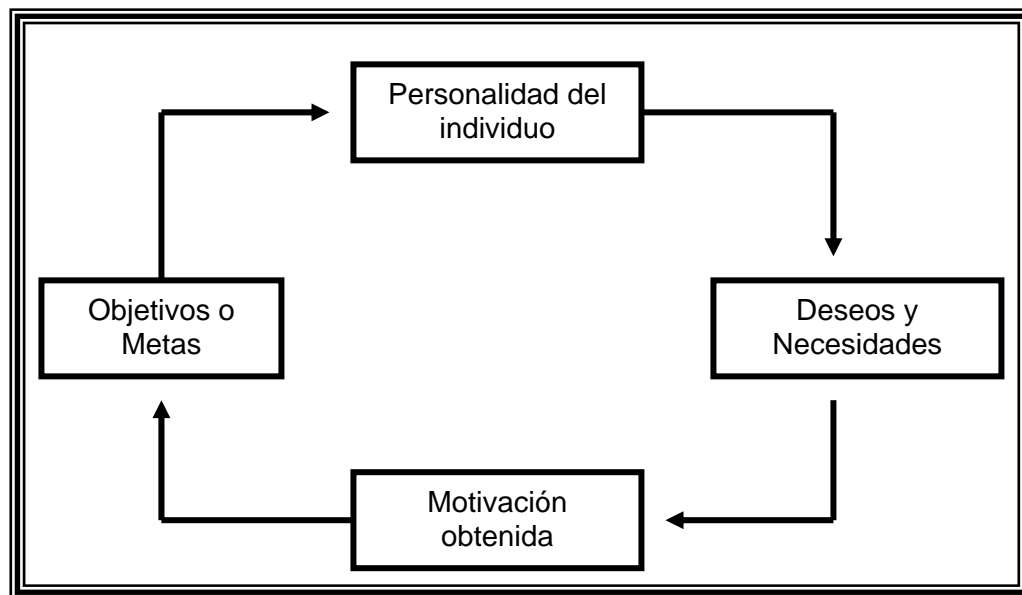 Personalidad del
individuo
Objetivos o
Metas
Deseos y
Necesidades
Motivación
obtenida